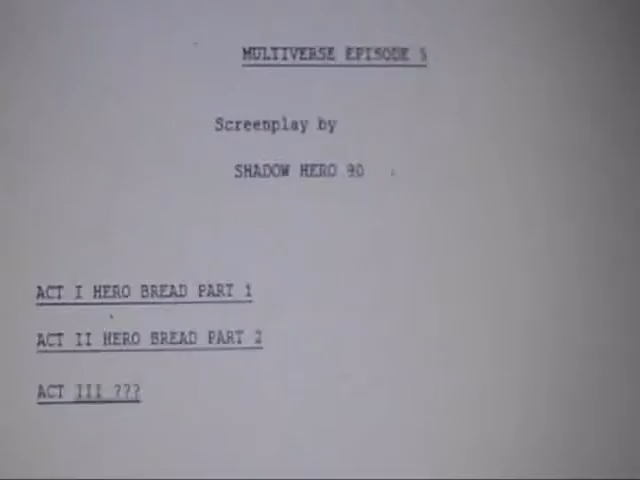 MULTIVERSE EPISODE 5
Screenplay by
SHADOW HERO 90
ACT I HERO BREAD PART 1
ACT II HERO BREAD PART 2
ACT III ???